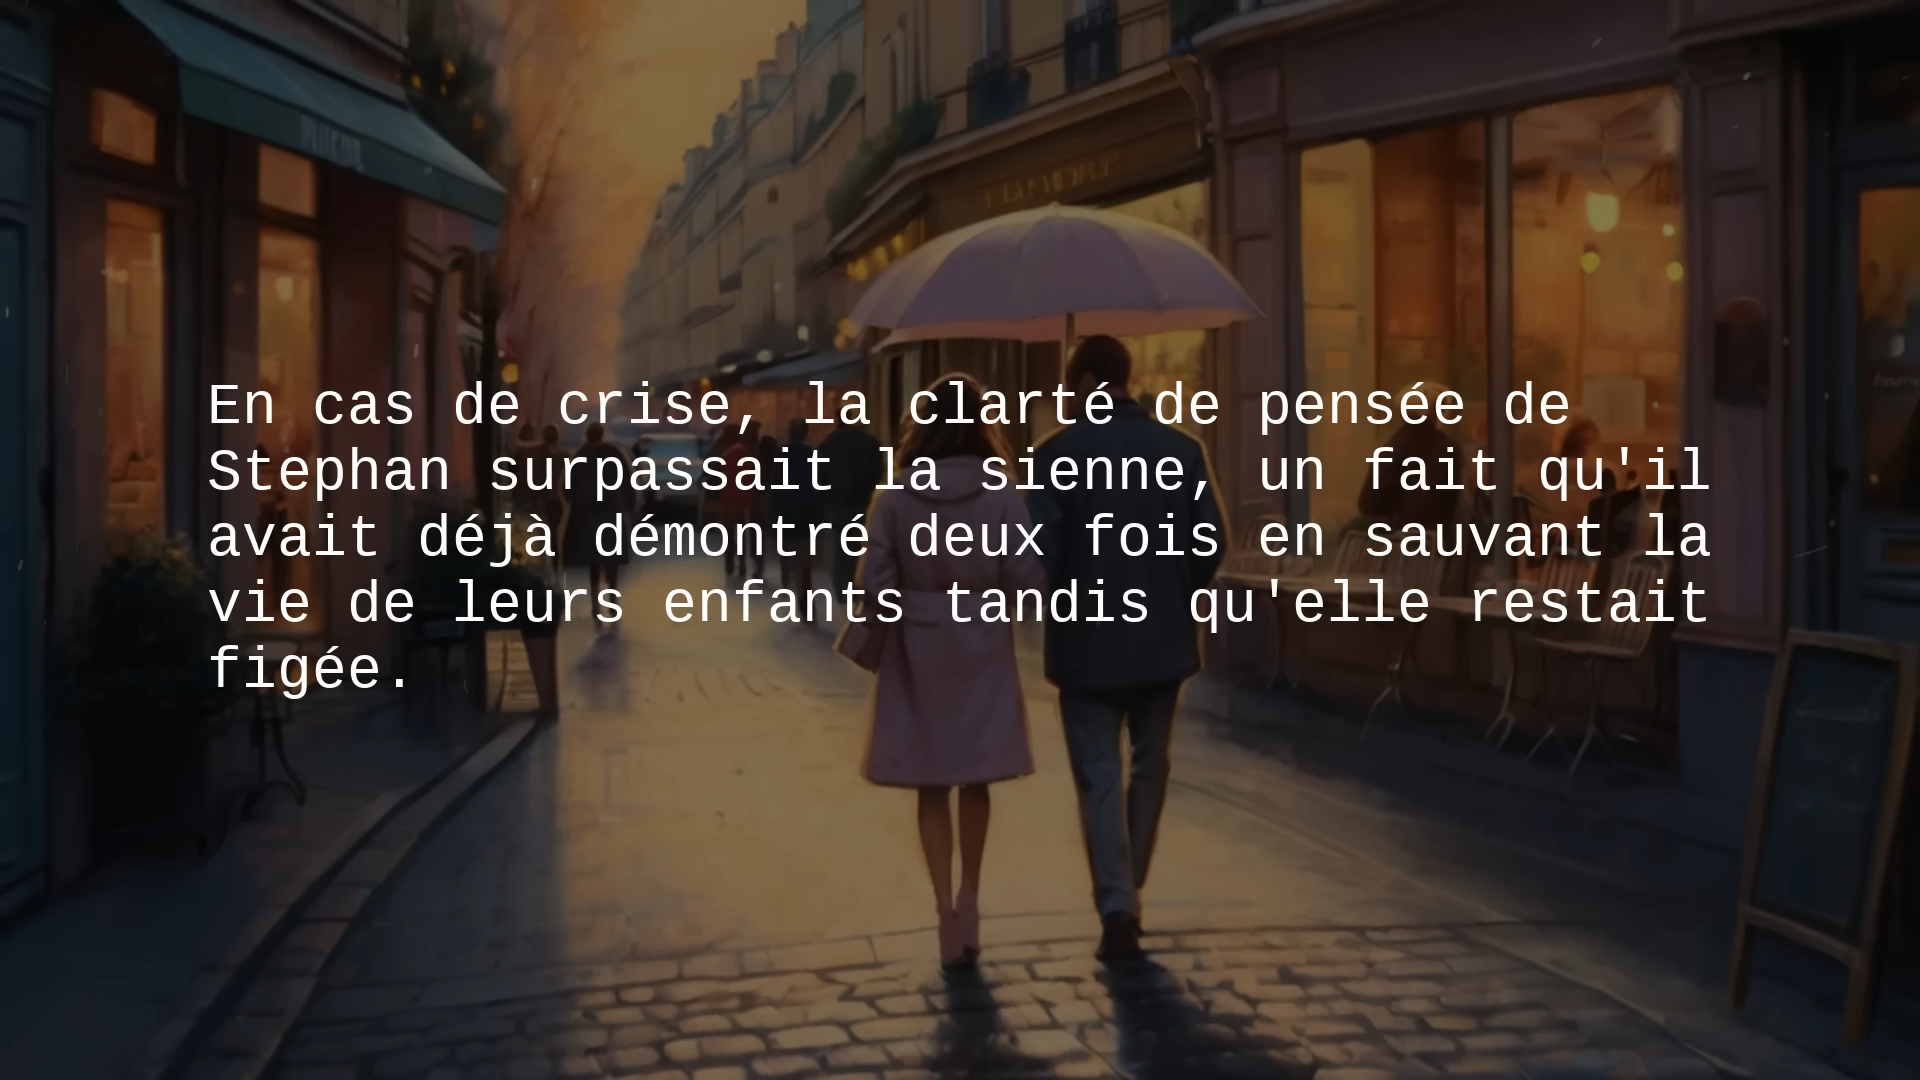 En cas de crise, la clarté de pensée de
Stephan surpassait la sienne, un fait qu'il
avait déjà démontré deux fois en sauvant la
vie de leurs enfants tandis qu'elle restait
figée.